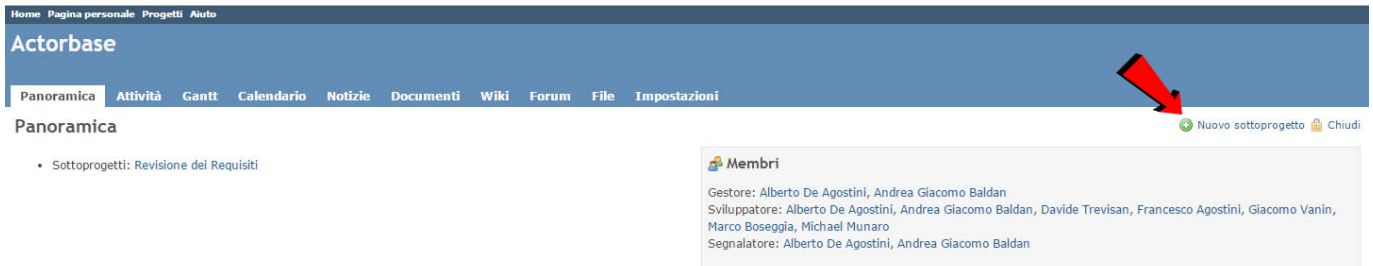 Home Pagina personale Progetti Aiuto
Actorbase
Panoramica Attività Gantt Calendario Notizie Documenti Wiki Forum File Impostazioni
Panoramica
Nuovo sottoprogetto Chiudi
Sottoprogetti: Revisione dei Requisiti
Membri
Gestore: Alberto De Agostini, Andrea Giacomo Baldan
Sviluppatore: Alberto De Agostini, Andrea Giacomo Baldan, Davide Trevisan, Francesco Agostini, Giacomo Vanin,
Marco Boseggia, Michael Munaro
Segnalatore: Alberto De Agostini, Andrea Giacomo Baldan